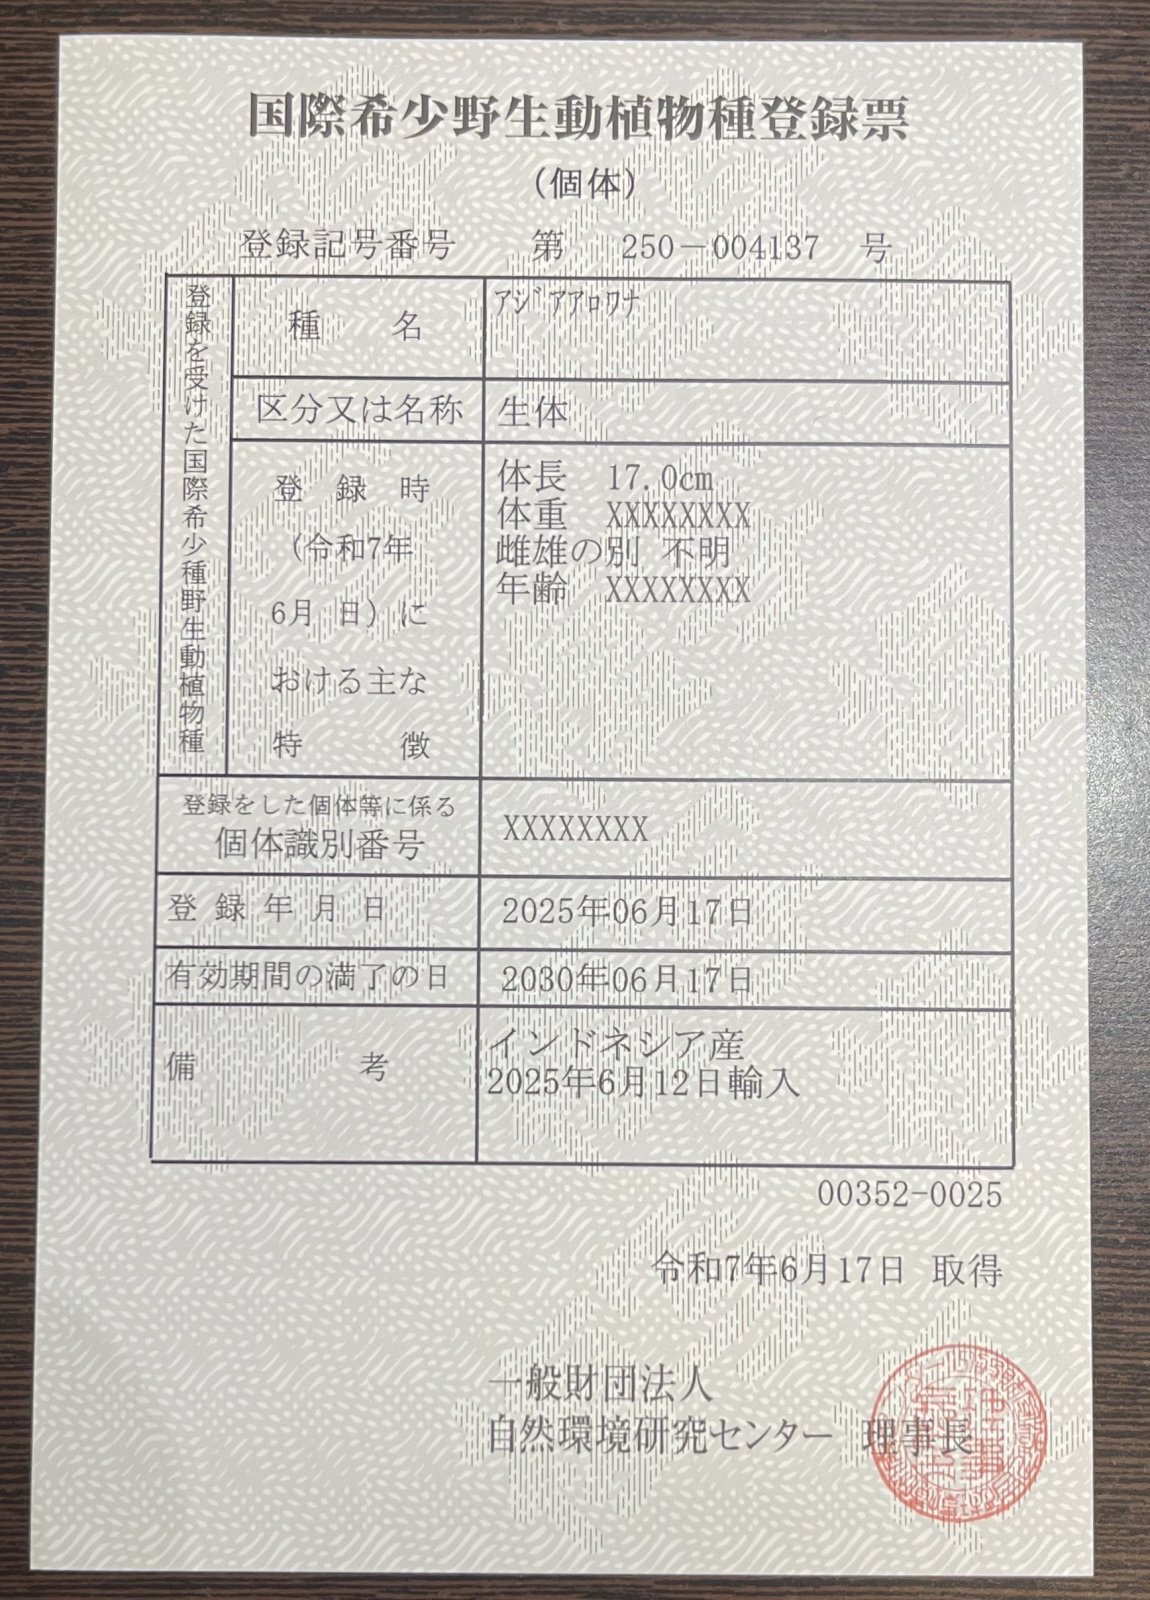 国際希少野生動植物種登録票
（個体）
登録記号番号 第 250－004137 号
登録を受けた国際希少種野生動植物種
種名 ｱｼﾞｱｱﾛﾜﾅ
区分又は名称 生体
登録時
（令和7年
6月 日）に
おける主な
特徴
体長 17.0cm
体重 XXXXXXXX
雌雄の別 不明
年齢 XXXXXXXX
登録をした個体等に係る
個体識別番号 XXXXXXXX
登録年月日 2025年06月17日
有効期間の満了の日 2030年06月17日
備考
インドネシア産
2025年6月12日輸入
00352-0025
令和7年6月17日 取得
一般財団法人
自然環境研究センター 理事長